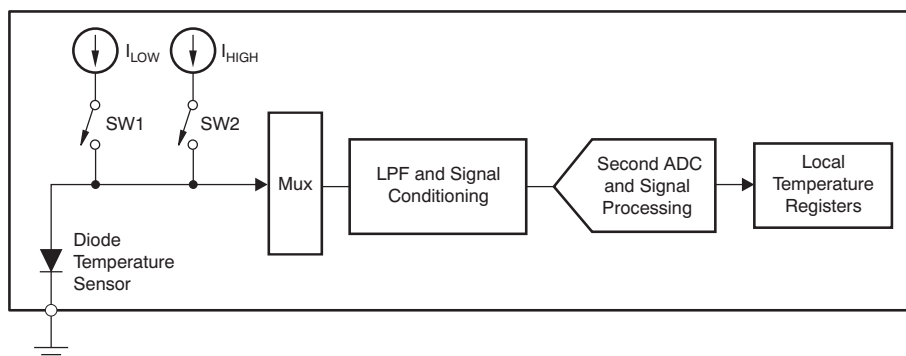 I_LOW
I_HIGH
SW1
SW2
Mux
LPF and Signal
Conditioning
Second ADC
and Signal
Processing
Local
Temperature
Registers
Diode
Temperature
Sensor